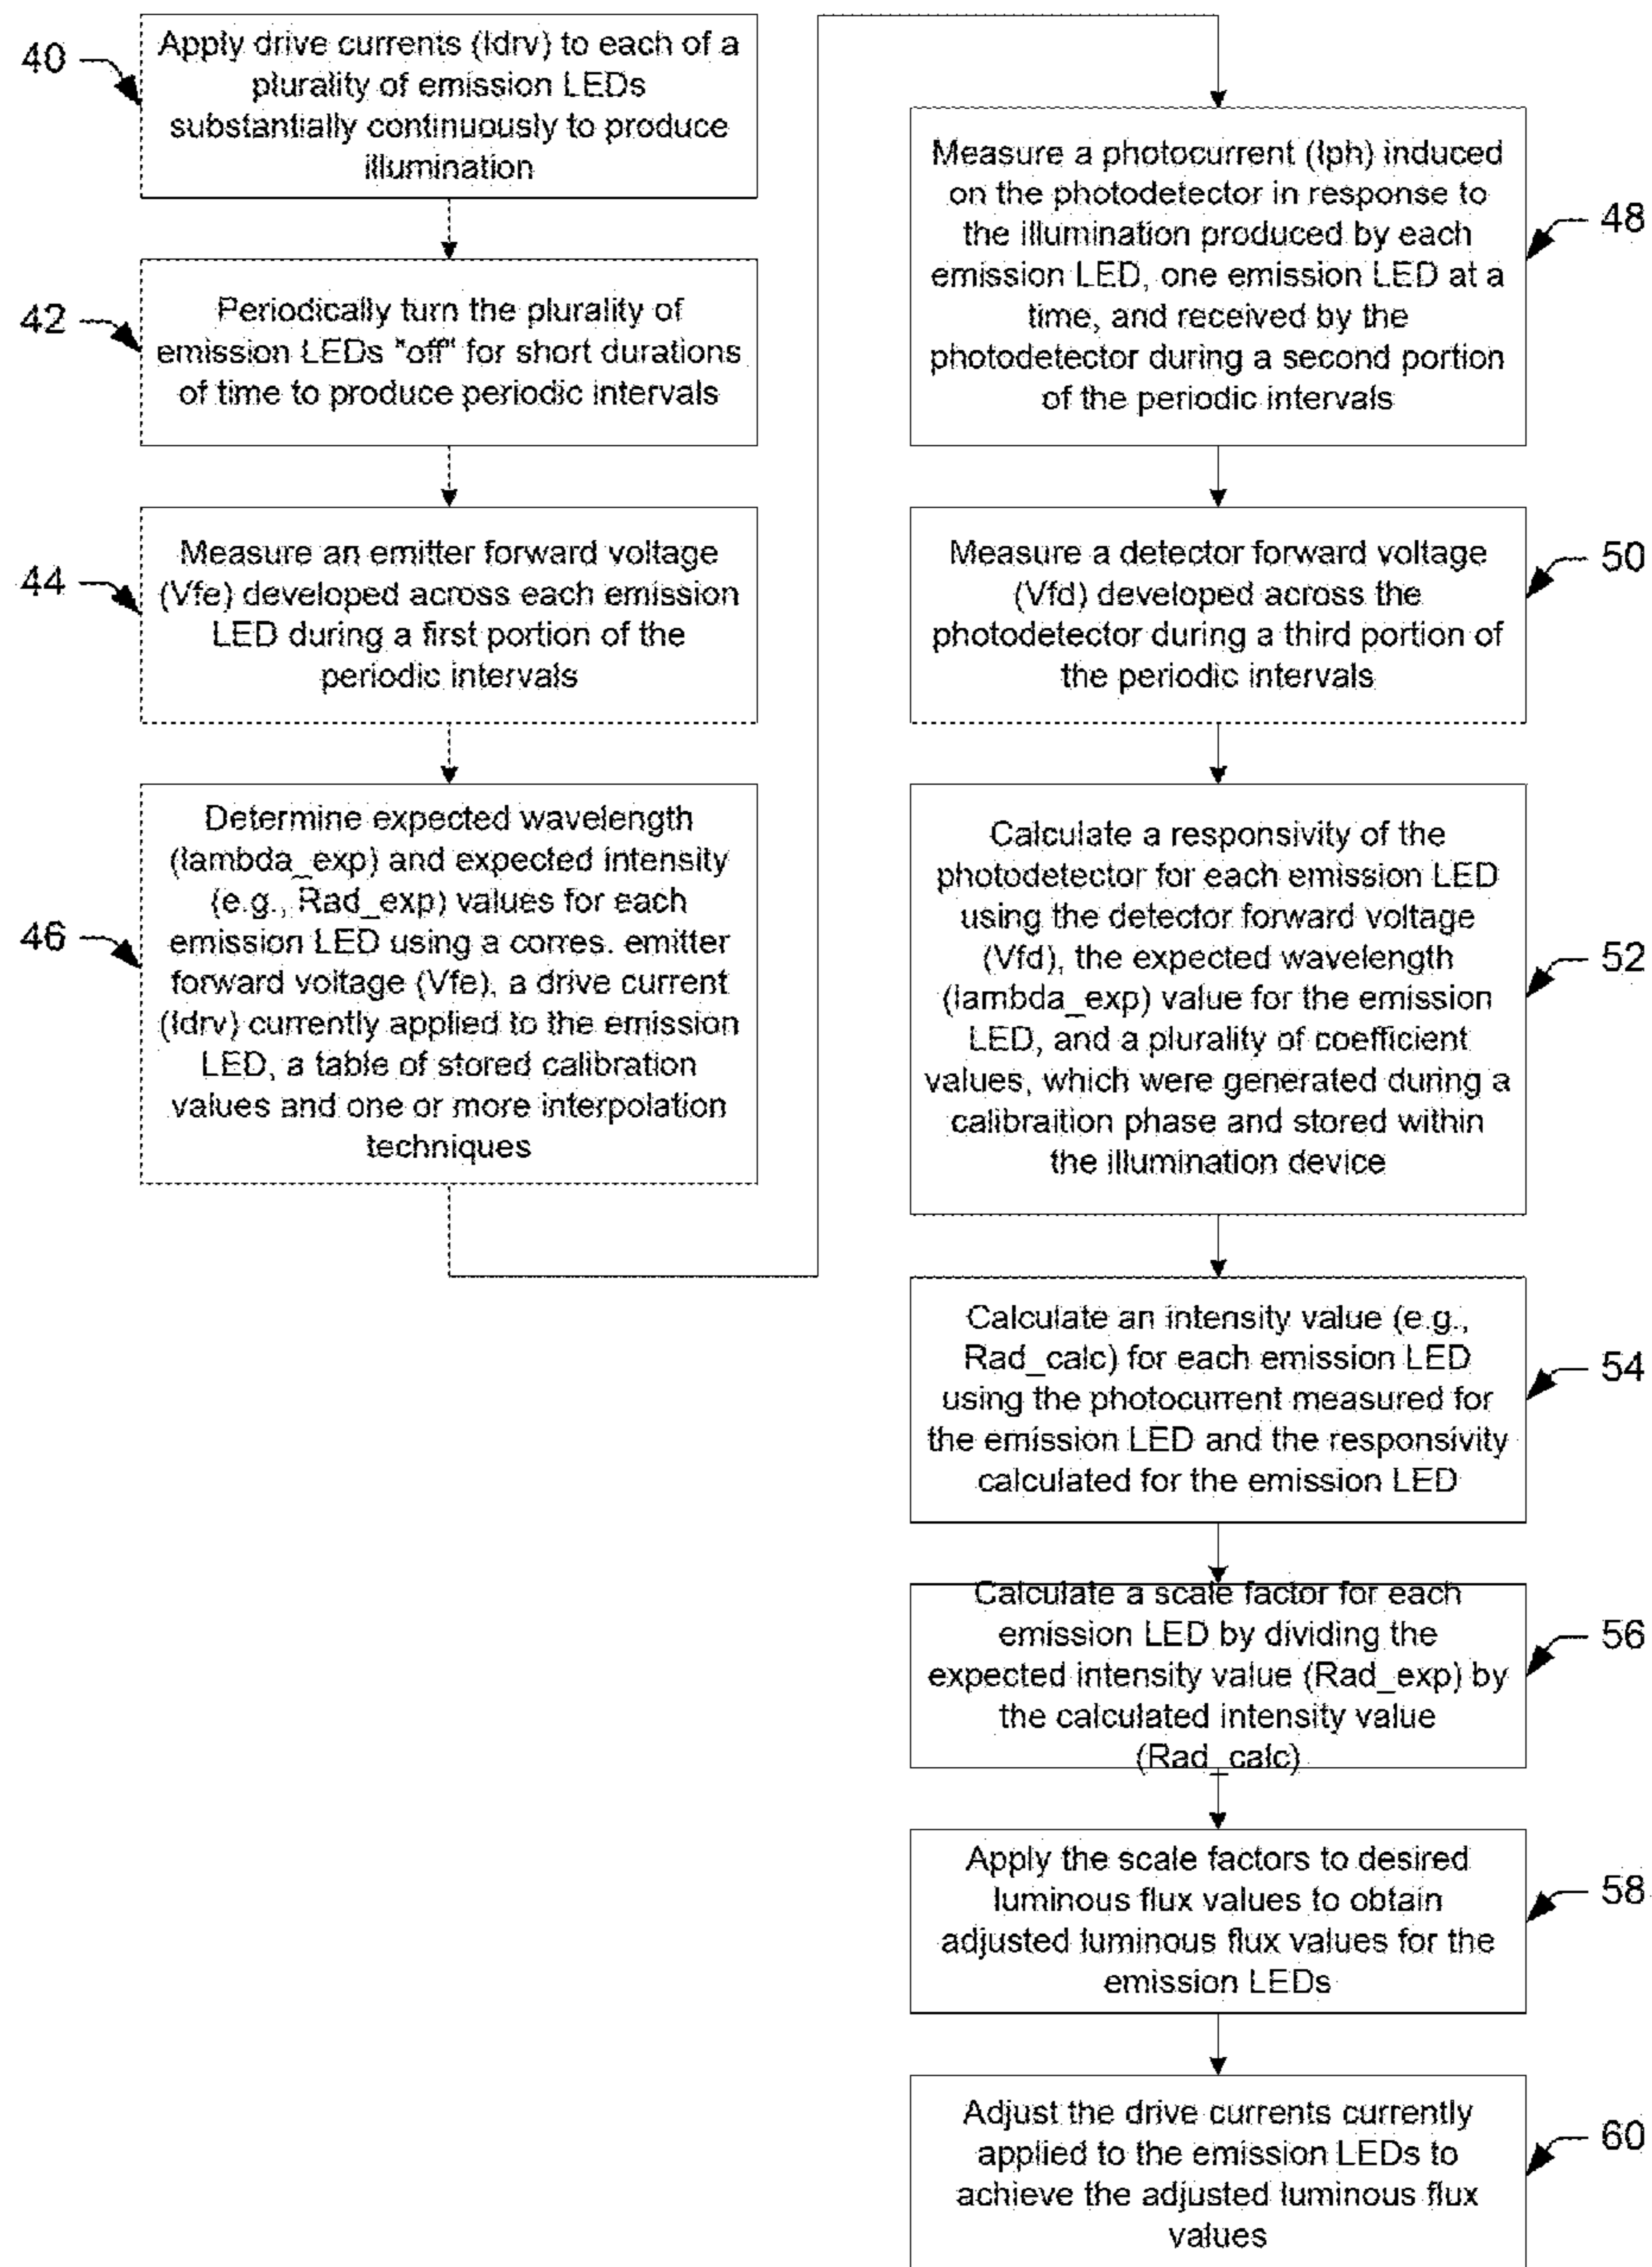 40
Apply drive currents (Idrv) to each of a
plurality of emission LEDs
substantially continuously to produce
illumination
42
Periodically turn the plurality of
emission LEDs "off" for short durations
of time to produce periodic intervals
44
Measure an emitter forward voltage
(Vfe) developed across each emission
LED during a first portion of the
periodic intervals
46
Determine expected wavelength
(lambda_exp) and expected intensity
(e.g., Rad_exp) values for each
emission LED using a corres. emitter
forward voltage (Vfe), a drive current
(Idrv) currently applied to the emission
LED, a table of stored calibration
values and one or more interpolation
techniques
Measure a photocurrent (Iph) induced
on the photodetector in response to
the illumination produced by each
emission LED, one emission LED at a
time, and received by the
photodetector during a second portion
of the periodic intervals
48
Measure a detector forward voltage
(Vfd) developed across the
photodetector during a third portion of
the periodic intervals
50
Calculate a responsivity of the
photodetector for each emission LED
using the detector forward voltage
(Vfd), the expected wavelength
(lambda_exp) value for the emission
LED, and a plurality of coefficient
values, which were generated during a
calibraition phase and stored within
the illumination device
52
Calculate an intensity value (e.g.,
Rad_calc) for each emission LED
using the photocurrent measured for
the emission LED and the responsivity
calculated for the emission LED
54
Calculate a scale factor for each
emission LED by dividing the
expected intensity value (Rad_exp) by
the calculated intensity value
(Rad_calc)
56
Apply the scale factors to desired
luminous flux values to obtain
adjusted luminous flux values for the
emission LEDs
58
Adjust the drive currents currently
applied to the emission LEDs to
achieve the adjusted luminous flux
values
60